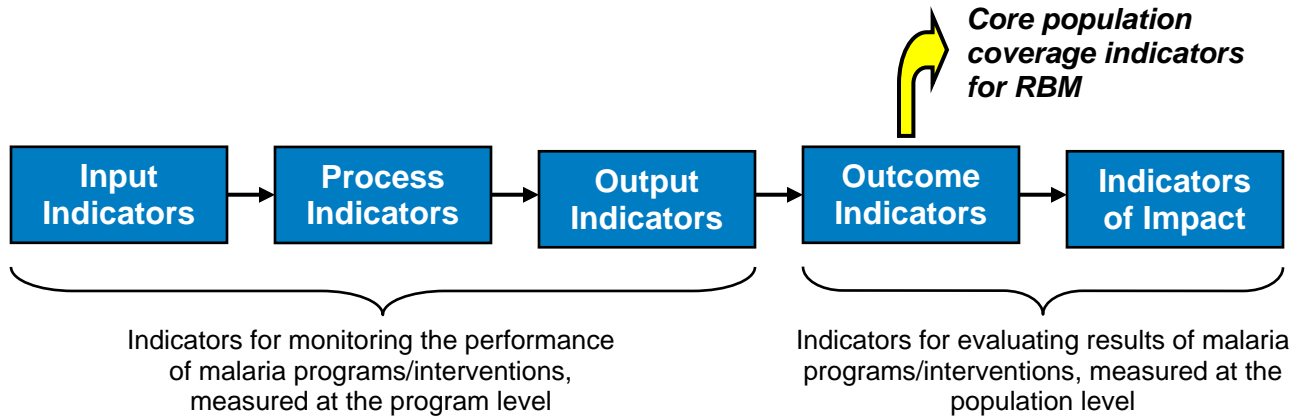 Core population
coverage indicators
for RBM
Input
Indicators
Process
Indicators
Output
Indicators
Outcome
Indicators
Indicators
of Impact
Indicators for monitoring the performance
of malaria programs/interventions,
measured at the program level
Indicators for evaluating results of malaria
programs/interventions, measured at the
population level